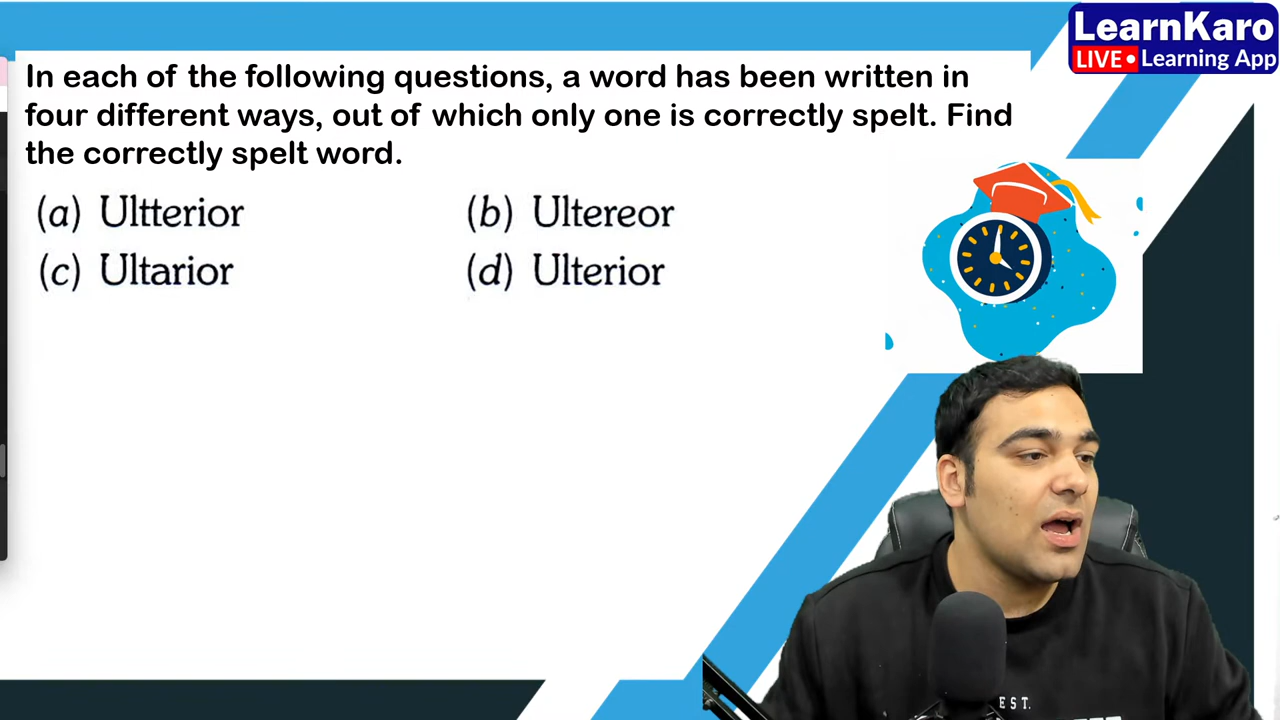 LearnKaro
LIVE • Learning App
In each of the following questions, a word has been written in
four different ways, out of which only one is correctly spelt. Find
the correctly spelt word.
(a) Ultterior (b) Ultereor
(c) Ultarior (d) Ulterior
EST.